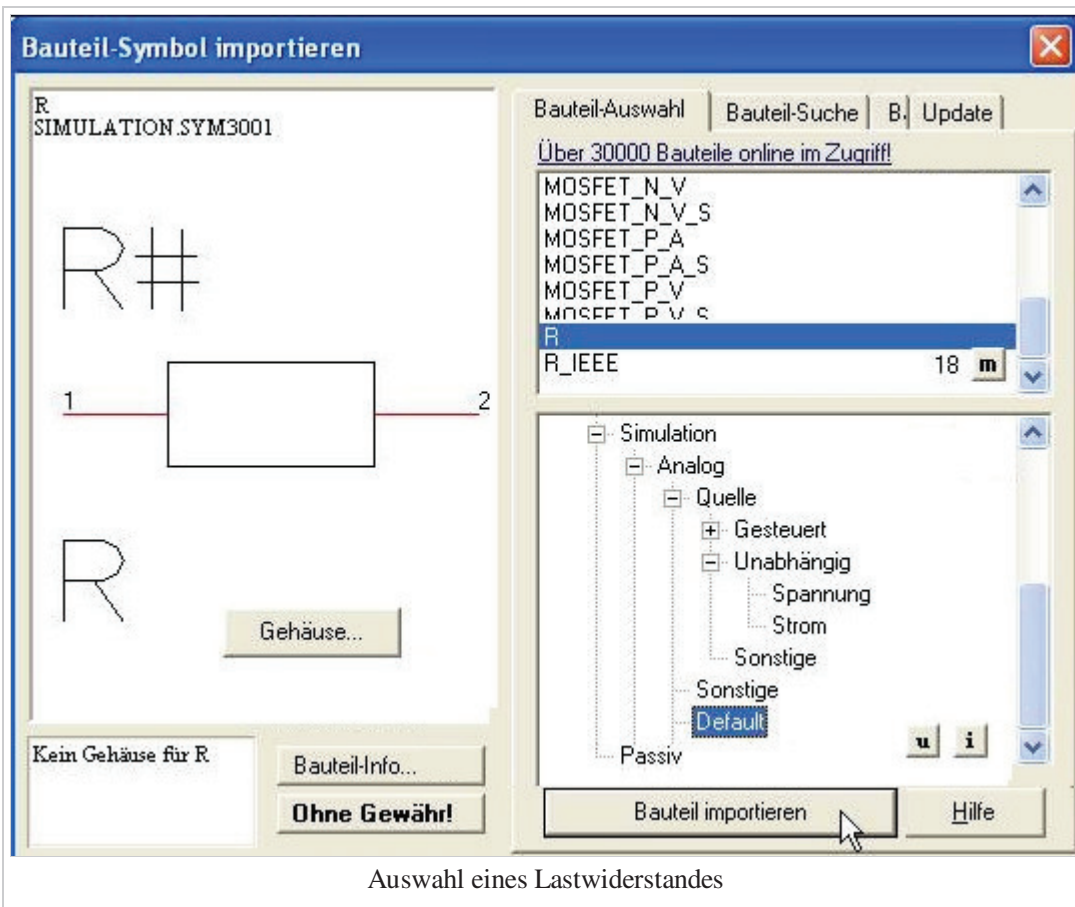 Bauteil-Symbol importieren
R
SIMULATION.SYM3001
R#
1
2
R
Gehäuse...
Kein Gehäuse für R
Bauteil-Info...
Ohne Gewähr!
Bauteil-Auswahl
Bauteil-Suche
B.
Update
Über 30000 Bauteile online im Zugriff!
MOSFET_N_V
MOSFET_N_V_S
MOSFET_P_A
MOSFET_P_A_S
MOSFET_P_V
MOSFET_P_V_S
R
R_IEEE
18
m
Simulation
Analog
Quelle
Gesteuert
Unabhängig
Spannung
Strom
Sonstige
Sonstige
Default
Passiv
u
i
Bauteil importieren
Hilfe
Auswahl eines Lastwiderstandes